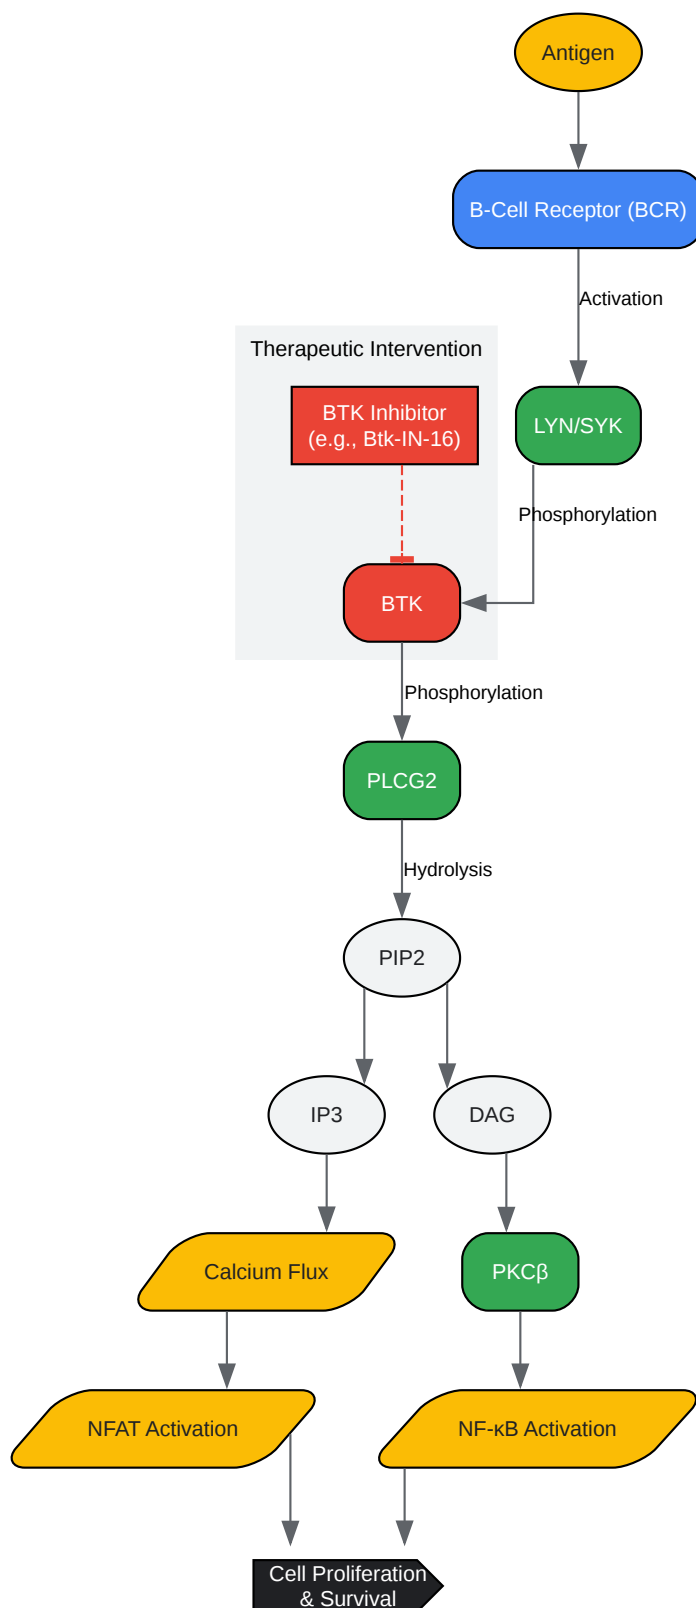 Antigen
B-Cell Receptor (BCR)
Activation
Therapeutic Intervention
BTK Inhibitor
(e.g., Btk-IN-16)
LYN/SYK
Phosphorylation
BTK
Phosphorylation
PLCG2
Hydrolysis
PIP2
IP3
DAG
Calcium Flux
PKCβ
NFAT Activation
NF-κB Activation
Cell Proliferation
& Survival